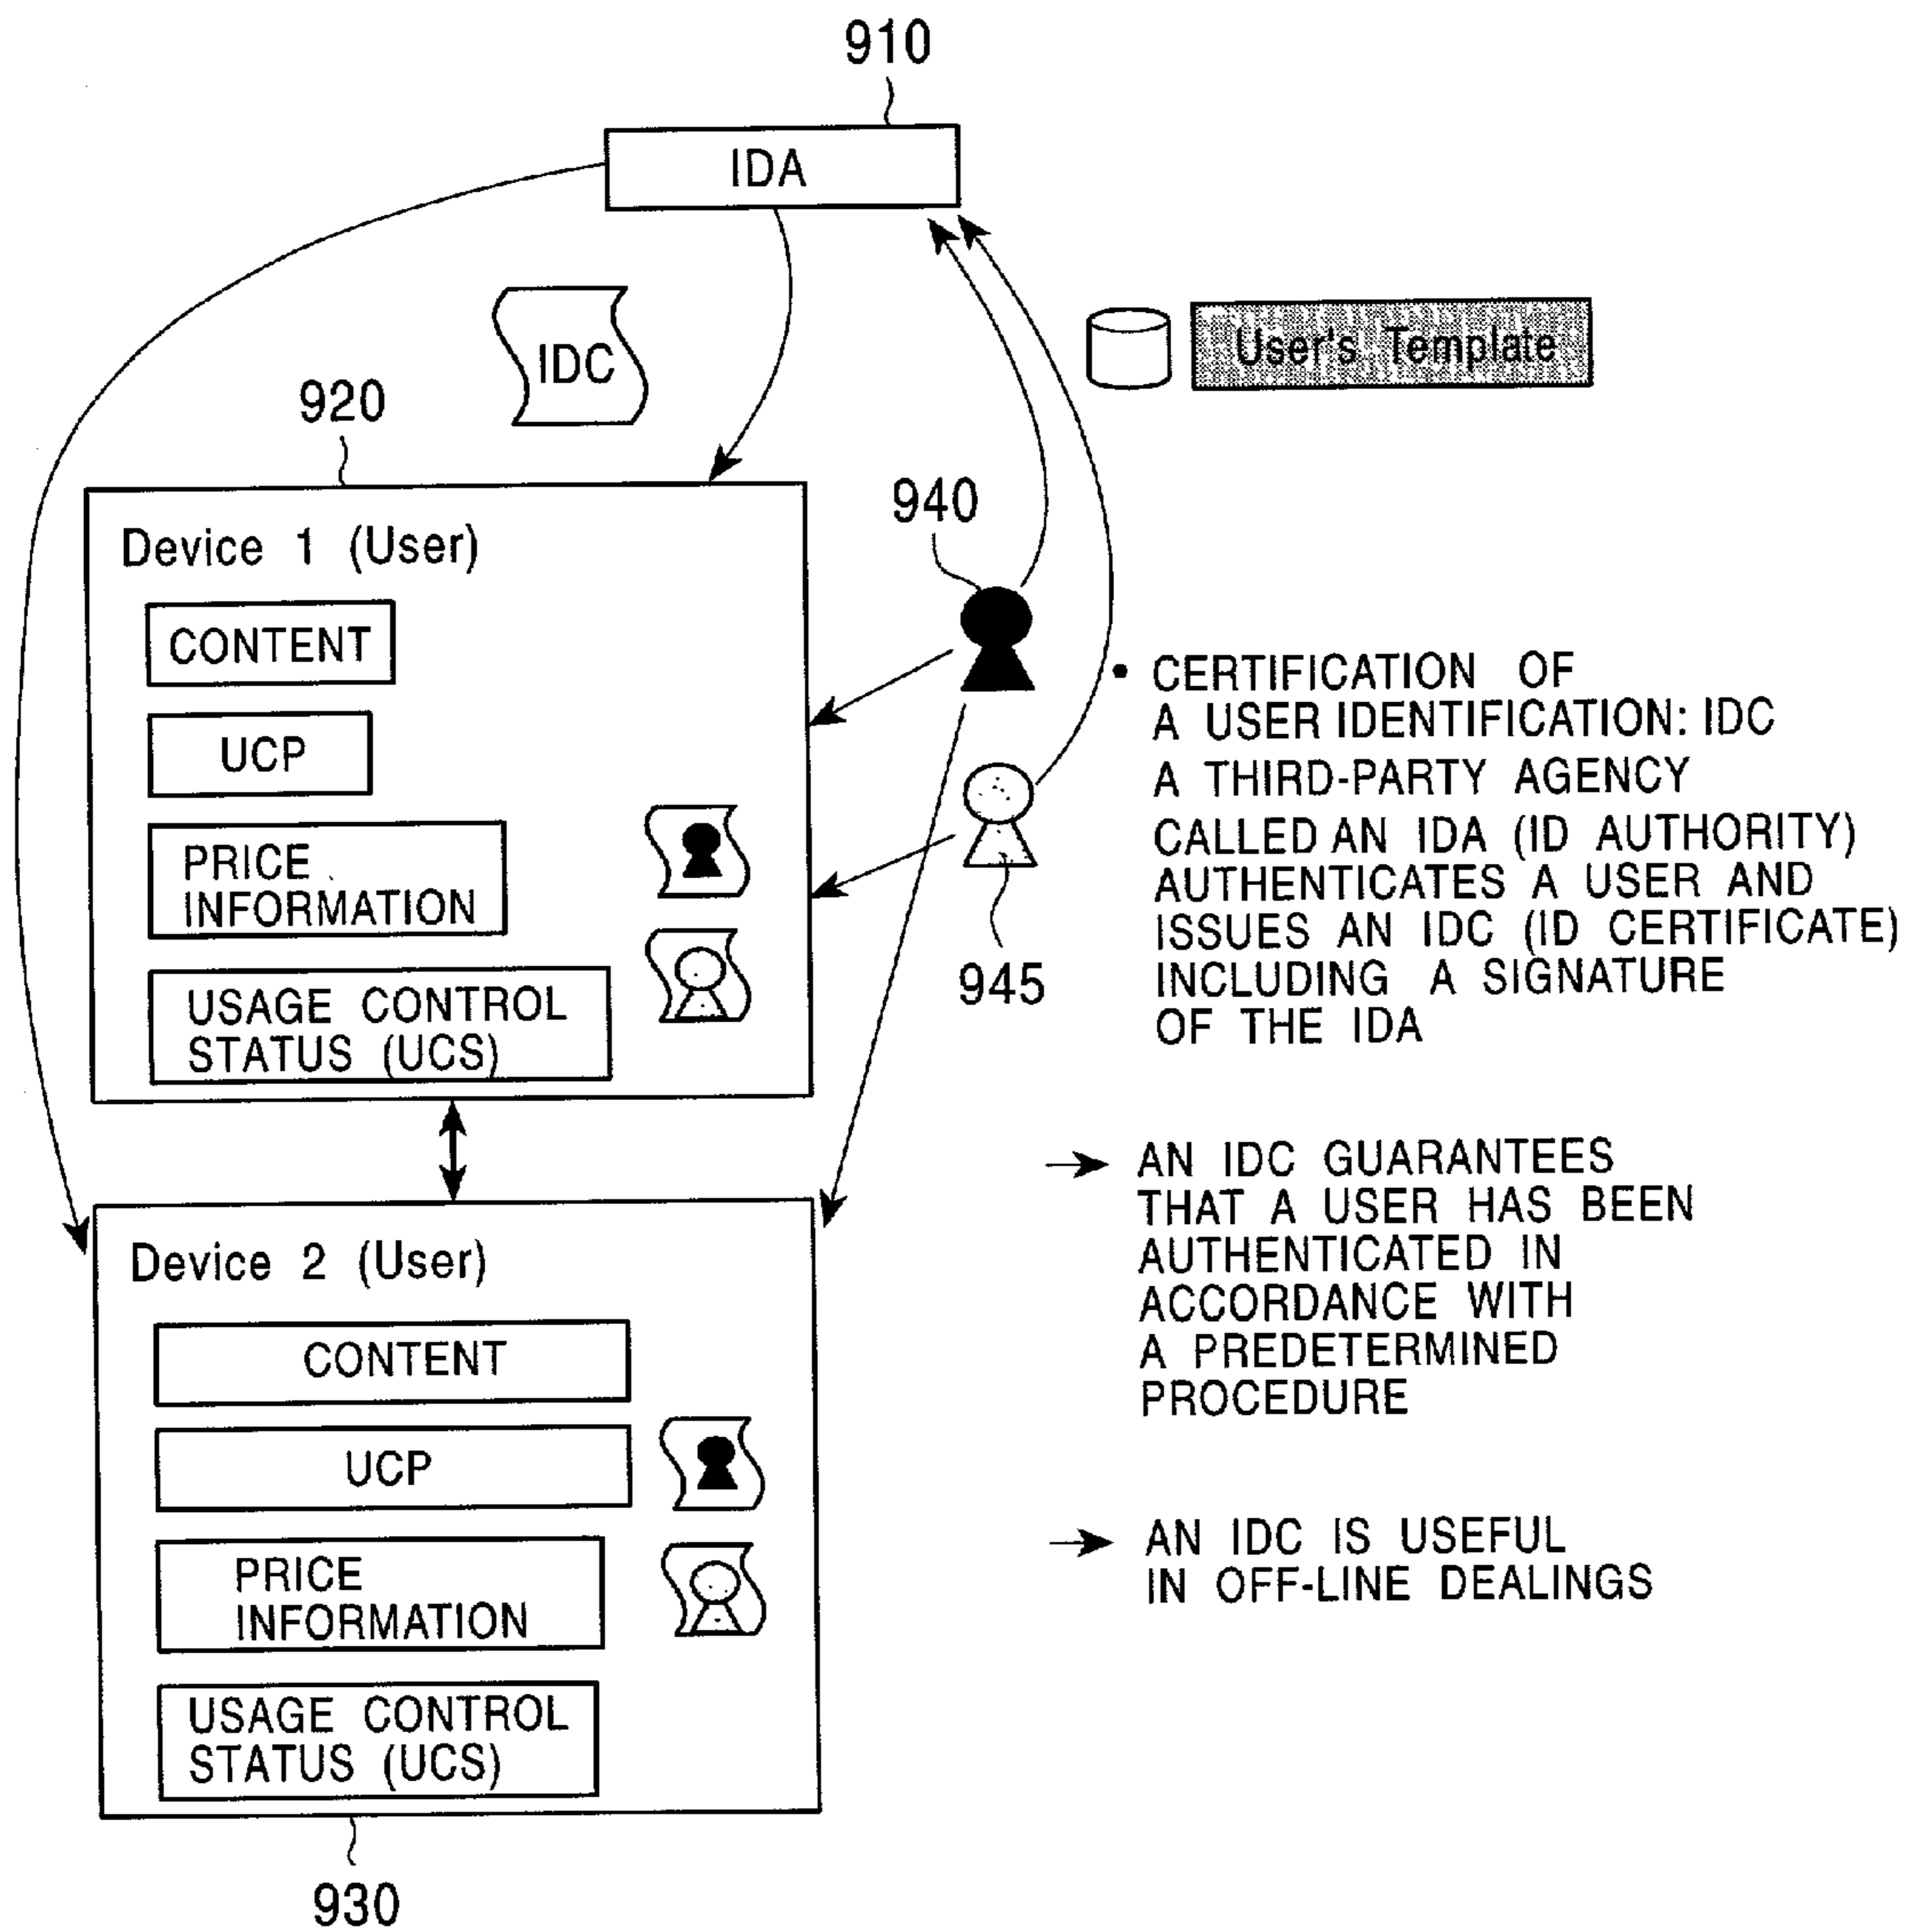 910
IDA
IDC
User's Template
920
940
Device 1 (User)
CONTENT
UCP
PRICE
INFORMATION
USAGE CONTROL
STATUS (UCS)
945
• CERTIFICATION OF
A USER IDENTIFICATION: IDC
A THIRD-PARTY AGENCY
CALLED AN IDA (ID AUTHORITY)
AUTHENTICATES A USER AND
ISSUES AN IDC (ID CERTIFICATE)
INCLUDING A SIGNATURE
OF THE IDA
→ AN IDC GUARANTEES
THAT A USER HAS BEEN
AUTHENTICATED IN
ACCORDANCE WITH
A PREDETERMINED
PROCEDURE
→ AN IDC IS USEFUL
IN OFF-LINE DEALINGS
Device 2 (User)
CONTENT
UCP
PRICE
INFORMATION
USAGE CONTROL
STATUS (UCS)
930